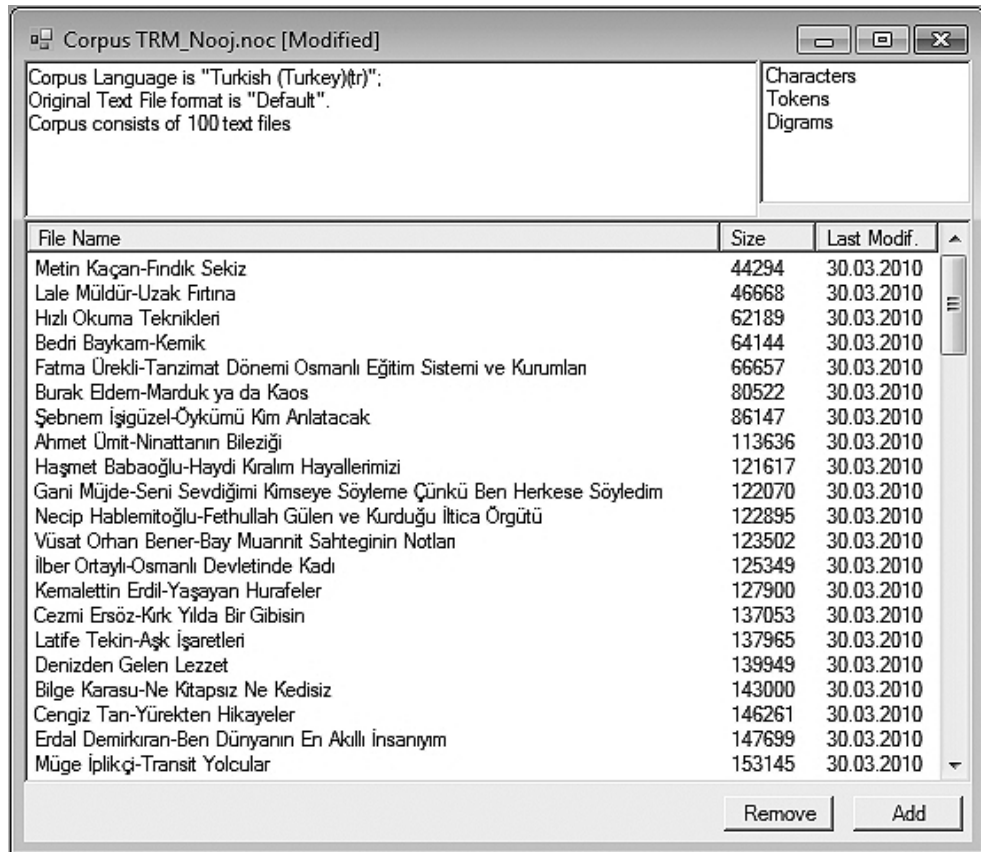 Corpus TRM_Nooj.noc [Modified]
Corpus Language is "Turkish (Turkey)(tr)";
Original Text File format is "Default".
Corpus consists of 100 text files
Characters
Tokens
Digrams
File Name Size Last Modif.
Metin Kaçan-Fındık Sekiz 44294 30.03.2010
Lale Müldür-Uzak Fırtına 46668 30.03.2010
Hızlı Okuma Teknikleri 62189 30.03.2010
Bedri Baykam-Kemik 64144 30.03.2010
Fatma Ürekli-Tanzimat Dönemi Osmanlı Eğitim Sistemi ve Kurumları 66657 30.03.2010
Burak Eldem-Marduk ya da Kaos 80522 30.03.2010
Şebnem İşigüzel-Öykümü Kim Anlatacak 86147 30.03.2010
Ahmet Ümit-Ninattanın Bileziği 113636 30.03.2010
Haşmet Babaoğlu-Haydi Kıralım Hayallerimizi 121617 30.03.2010
Gani Müjde-Seni Sevdiğimi Kimseye Söyleme Çünkü Ben Herkese Söyledim 122070 30.03.2010
Necip Hablemitoğlu-Fethullah Gülen ve Kurduğu İltica Örgütü 122895 30.03.2010
Vüsat Orhan Bener-Bay Muannit Sahteginin Notları 123502 30.03.2010
İlber Ortaylı-Osmanlı Devletinde Kadı 125349 30.03.2010
Kemalettin Erdil-Yaşayan Hurafeler 127900 30.03.2010
Cezmi Ersöz-Kırk Yılda Bir Gibisin 137053 30.03.2010
Latife Tekin-Aşk İşaretleri 137965 30.03.2010
Denizden Gelen Lezzet 139949 30.03.2010
Bilge Karasu-Ne Kitapsız Ne Kedisiz 143000 30.03.2010
Cengiz Tan-Yürekten Hikayeler 146261 30.03.2010
Erdal Demirkıran-Ben Dünyanın En Akıllı İnsanıyım 147699 30.03.2010
Müge İplikçi-Transit Yolcular 153145 30.03.2010
Remove Add